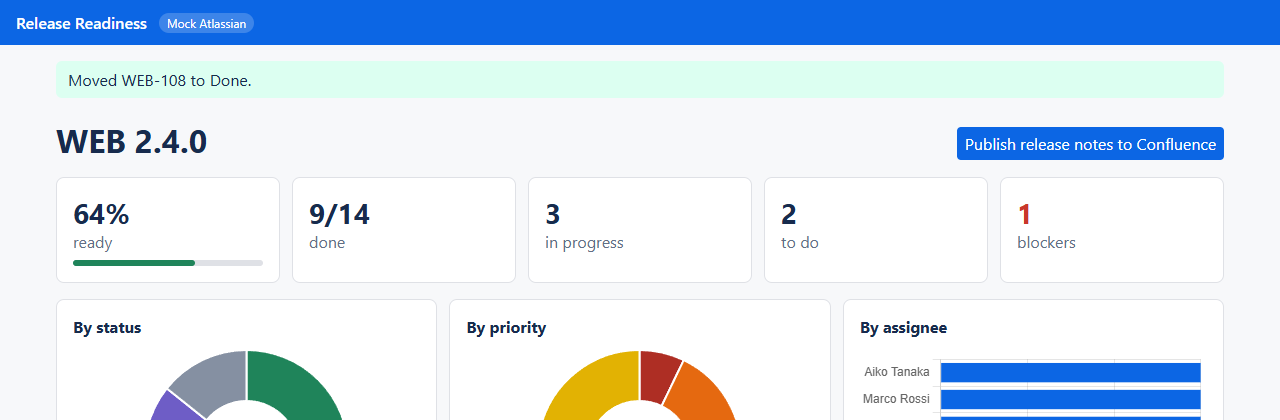 Release Readiness Mock Atlassian
Moved WEB-108 to Done.
WEB 2.4.0
Publish release notes to Confluence
64%
ready
9/14
done
3
in progress
2
to do
1
blockers
By status
By priority
By assignee
Aiko Tanaka
Marco Rossi